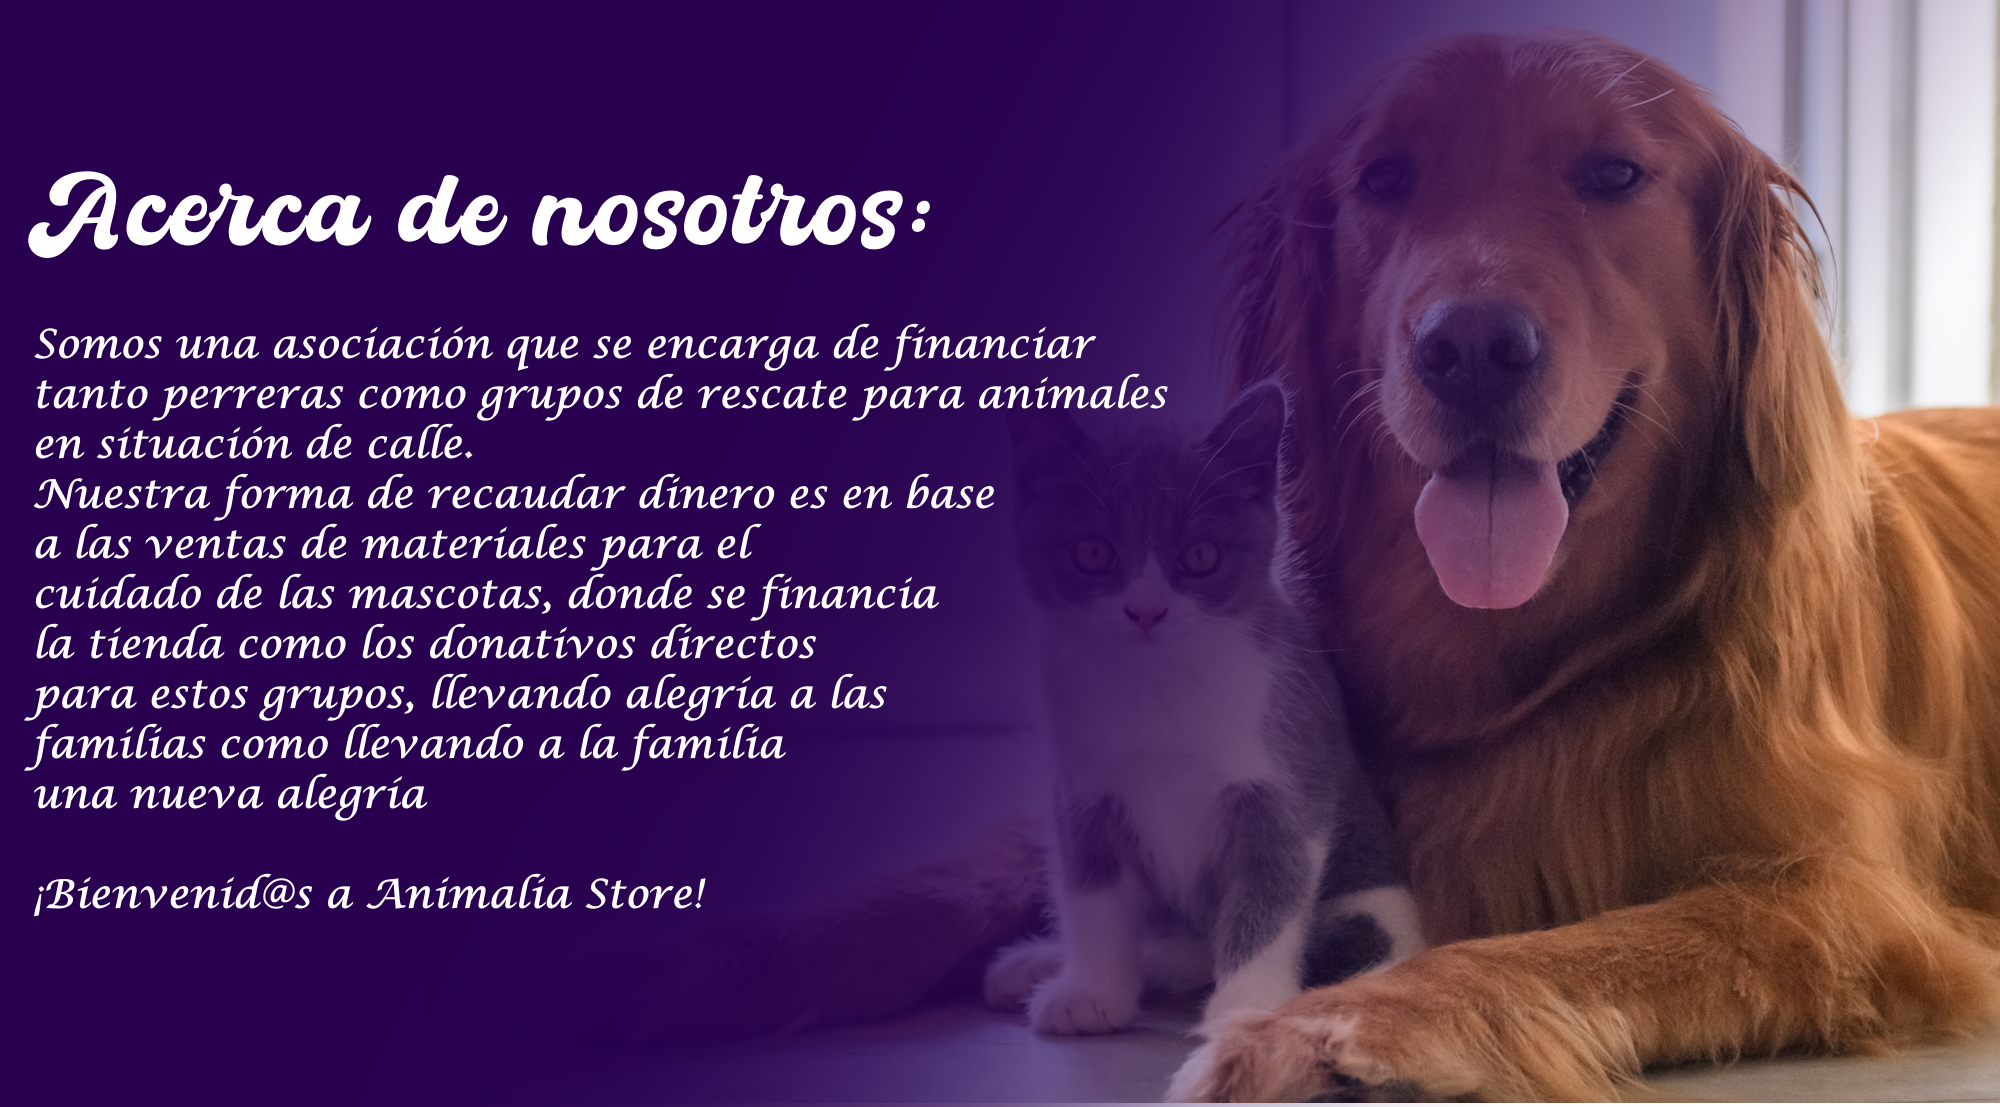 Acerca de nosotros:
Somos una asociación que se encarga de financiar
tanto perreras como grupos de rescate para animales
en situación de calle.
Nuestra forma de recaudar dinero es en base
a las ventas de materiales para el
cuidado de las mascotas, donde se financia
la tienda como los donativos directos
para estos grupos, llevando alegría a las
familias como llevando a la familia
una nueva alegría
¡Bienvenid@s a Animalia Store!